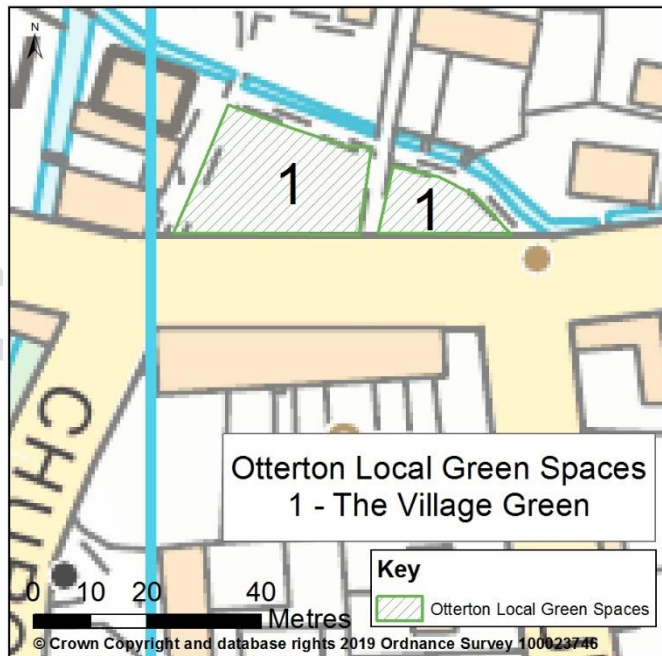 N
1
1
Otterton Local Green Spaces
1 - The Village Green
Key
Otterton Local Green Spaces
0 10 20 40
Metres
© Crown Copyright and database rights 2019 Ordnance Survey 100023746